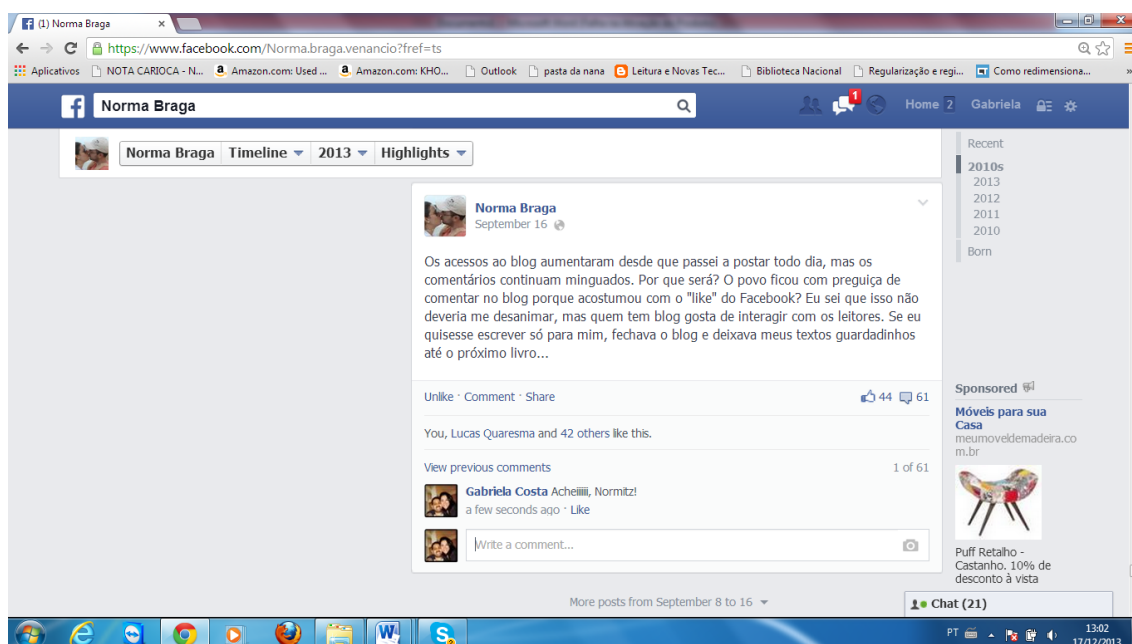 (1) Norma Braga
https://www.facebook.com/Norma.braga.venancio?fref=ts
Aplicativos NOTA CARIOCA - N... Amazon.com: Used ... Amazon.com: KHO... Outlook pasta da nana Leitura e Novas Tec... Biblioteca Nacional Regularização e regi... Como redimensiona... »
Norma Braga 1 Home 2 Gabriela
Norma Braga Timeline 2013 Highlights
Recent
2010s
2013
2012
2011
2010
Born
Norma Braga
September 16
Os acessos ao blog aumentaram desde que passei a postar todo dia, mas os
comentários continuam minguados. Por que será? O povo ficou com preguiça de
comentar no blog porque acostumou com o "like" do Facebook? Eu sei que isso não
deveria me desanimar, mas quem tem blog gosta de interagir com os leitores. Se eu
quisesse escrever só para mim, fechava o blog e deixava meus textos guardadinhos
até o próximo livro...
Unlike · Comment · Share 44 61
You, Lucas Quaresma and 42 others like this.
View previous comments 1 of 61
Gabriela Costa Acheiiiii, Normitz!
a few seconds ago · Like
Write a comment...
More posts from September 8 to 16
Sponsored
Móveis para sua
Casa
meumoveldemadeira.co
m.br
Puff Retalho -
Castanho. 10% de
desconto à vista
Chat (21)
PT 13:02
17/12/2013